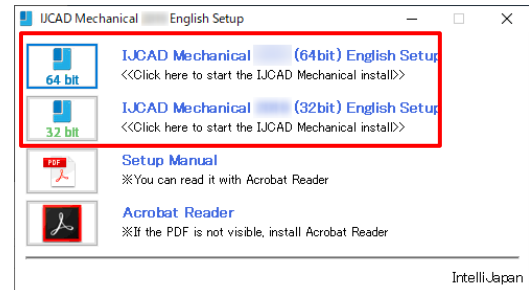 IJCAD Mechanical English Setup
64 bit
IJCAD Mechanical (64bit) English Setup
<<Click here to start the IJCAD Mechanical install>>
32 bit
IJCAD Mechanical (32bit) English Setup
<<Click here to start the IJCAD Mechanical install>>
PDF
Setup Manual
※You can read it with Acrobat Reader
Acrobat Reader
※If the PDF is not visible, install Acrobat Reader
IntelliJapan